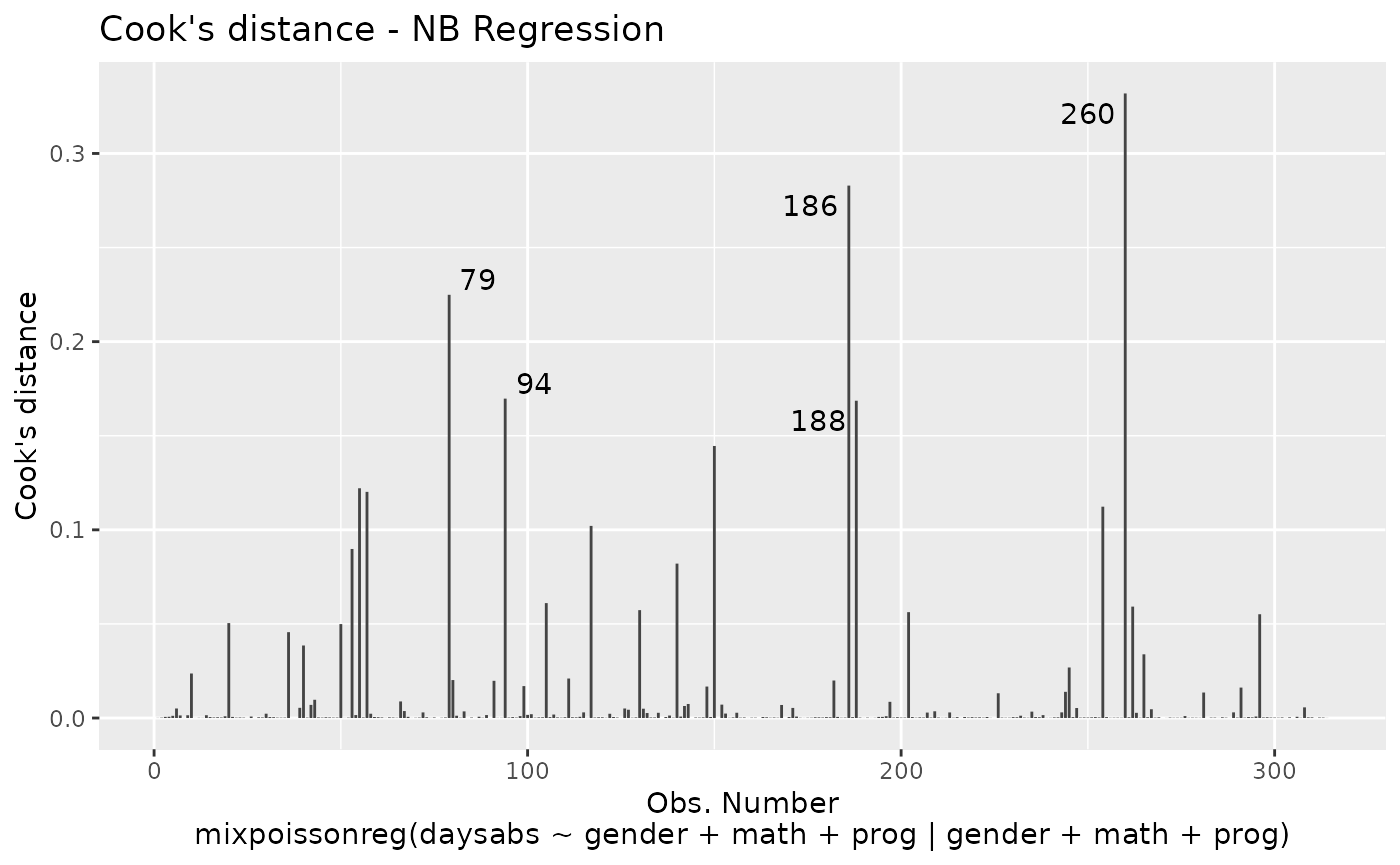 Cook's distance - NB Regression
260
0.3
186
79
0.2
94
188
Cook's distance
0.1
0.0
0 100 200 300
Obs. Number
mixpoissonreg(daysabs ~ gender + math + prog | gender + math + prog)